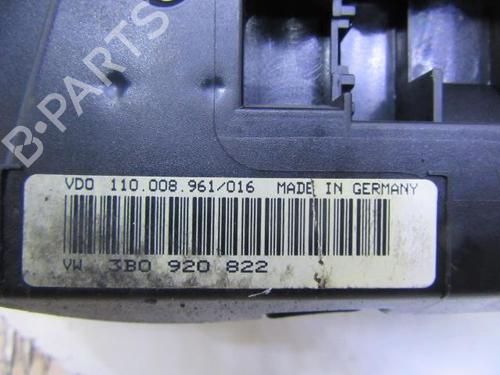 B-PARTS
VDO 110.008.961/016 MADE IN GERMANY
VW 3B0 920 822